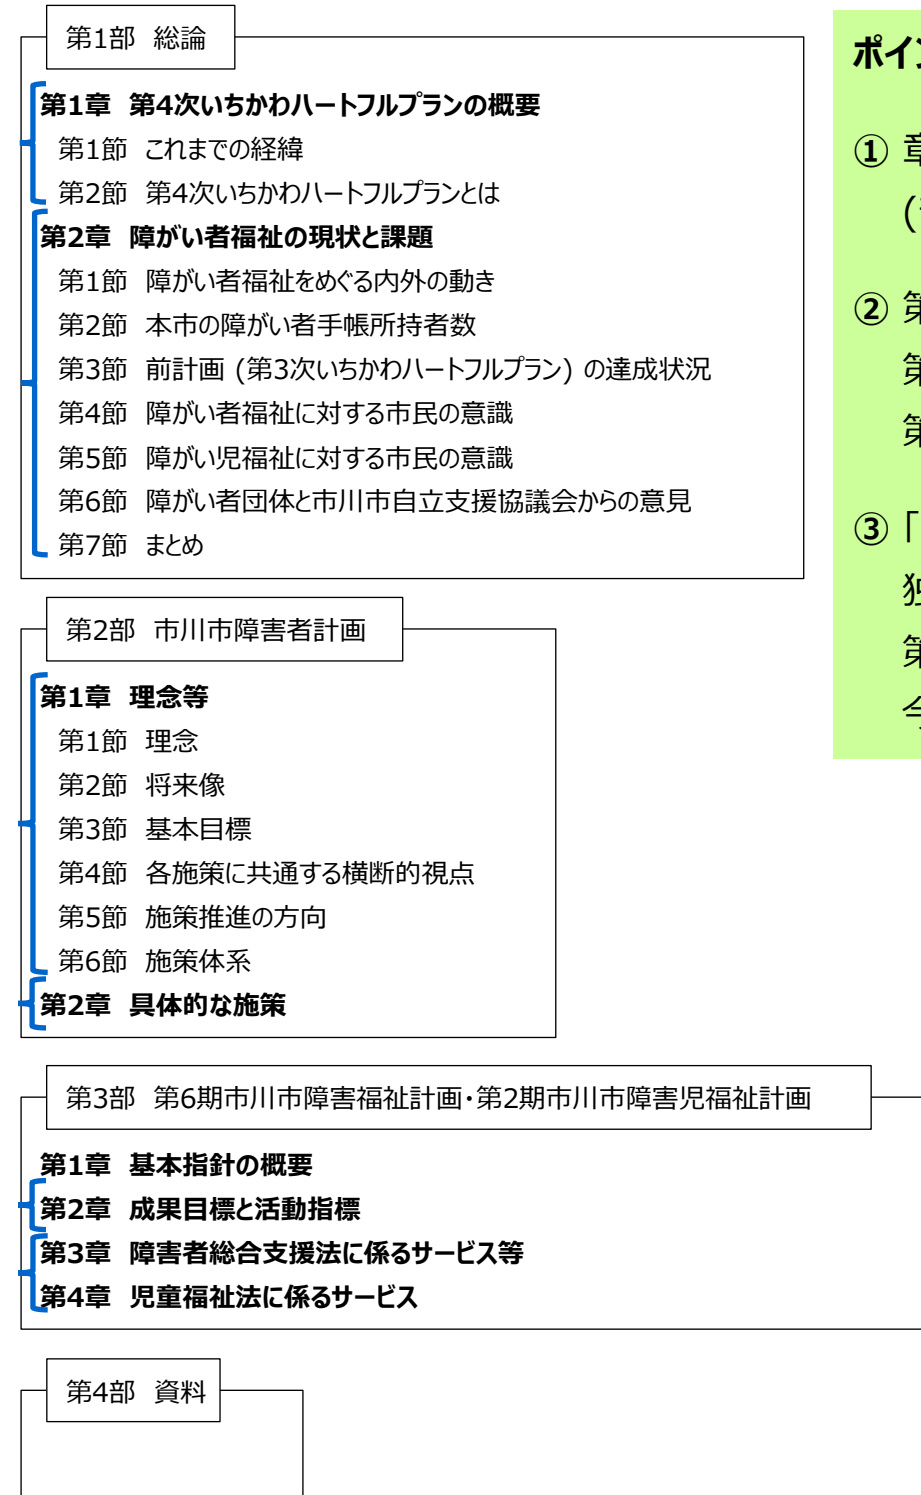 第1部 総論
第1章 第4次いちかわハートフルプランの概要
第1節 これまでの経緯
第2節 第4次いちかわハートフルプランとは
第2章 障がい者福祉の現状と課題
第1節 障がい者福祉をめぐる内外の動き
第2節 本市の障がい者手帳所持者数
第3節 前計画 (第3次いちかわハートフルプラン) の達成状況
第4節 障がい者福祉に対する市民の意識
第5節 障がい児福祉に対する市民の意識
第6節 障がい者団体と市川市自立支援協議会からの意見
第7節 まとめ
第2部 市川市障害者計画
第1章 理念等
第1節 理念
第2節 将来像
第3節 基本目標
第4節 各施策に共通する横断的視点
第5節 施策推進の方向
第6節 施策体系
第2章 具体的な施策
第3部 第6期市川市障害福祉計画・第2期市川市障害児福祉計画
第1章 基本指針の概要
第2章 成果目標と活動指標
第3章 障害者総合支援法に係るサービス等
第4章 児童福祉法に係るサービス
第4部 資料
ポイン
① 章
(
② 第
第
第
③ 「
独
第
今